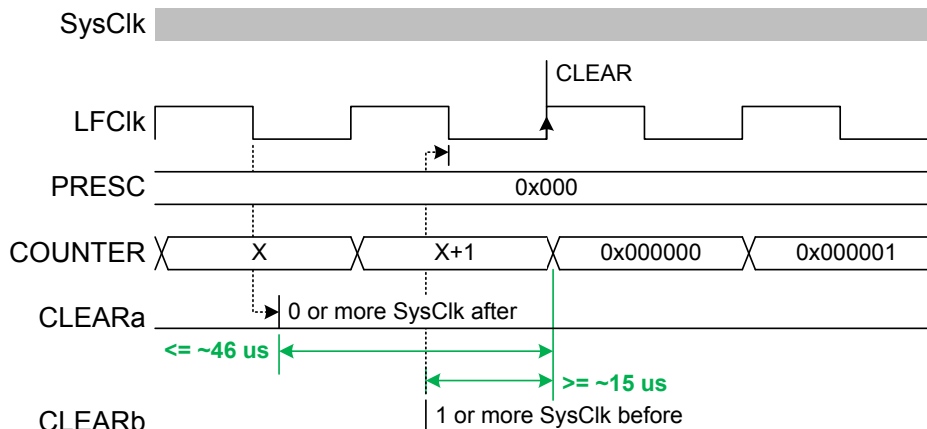 SysClk
CLEAR
LFClk
PRESC
0x000
COUNTER
X
X+1
0x000000
0x000001
CLEARa
0 or more SysClk after
<= ~46 us
>= ~15 us
CLEARb
1 or more SysClk before